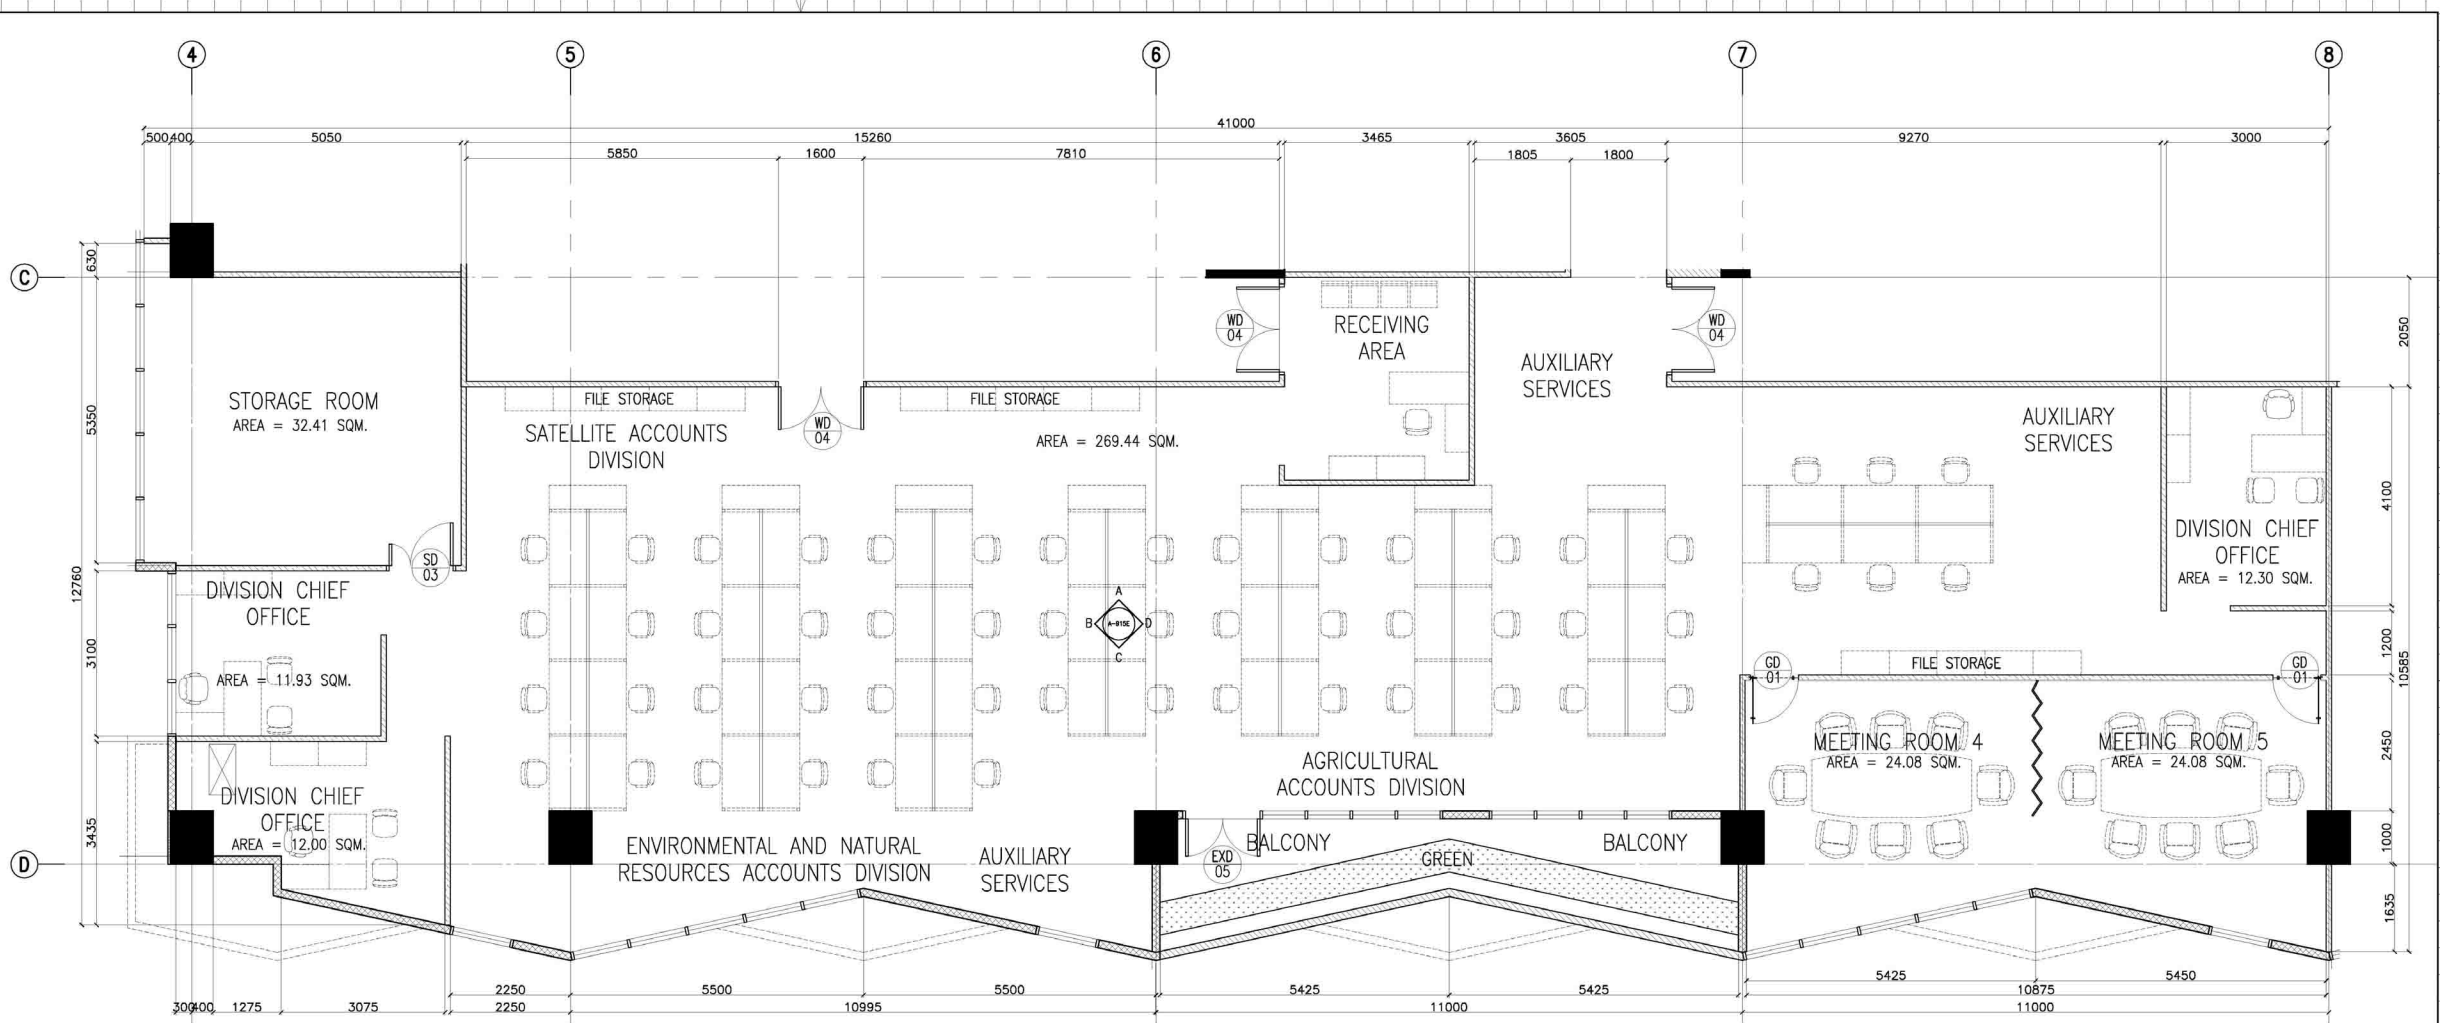 4 5 6 7 8
41000
500 400 5050 15260 3465 3605 9270 3000
5850 1600 7810 1805 1800
C
630
5350
12760
3100
3435
D
2050
4100
1200
10585
2450
1000
1635
STORAGE ROOM
AREA = 32.41 SQM.
SD
03
DIVISION CHIEF
OFFICE
AREA = 11.93 SQM.
DIVISION CHIEF
OFFICE
AREA = 12.00 SQM.
FILE STORAGE
SATELLITE ACCOUNTS
DIVISION
WD
04
FILE STORAGE
AREA = 269.44 SQM.
WD
04
RECEIVING
AREA
AUXILIARY
SERVICES
WD
04
AUXILIARY
SERVICES
DIVISION CHIEF
OFFICE
AREA = 12.30 SQM.
A
B A-915E D
C
GD
01
FILE STORAGE
GD
01
MEETING ROOM 4
AREA = 24.08 SQM.
MEETING ROOM 5
AREA = 24.08 SQM.
AGRICULTURAL
ACCOUNTS DIVISION
ENVIRONMENTAL AND NATURAL
RESOURCES ACCOUNTS DIVISION
AUXILIARY
SERVICES
EXD
05
BALCONY
GREEN
BALCONY
2250 5500 5500 5425 5425 5425 5450
10875
300 400 1275 3075 2250 10995 11000 11000